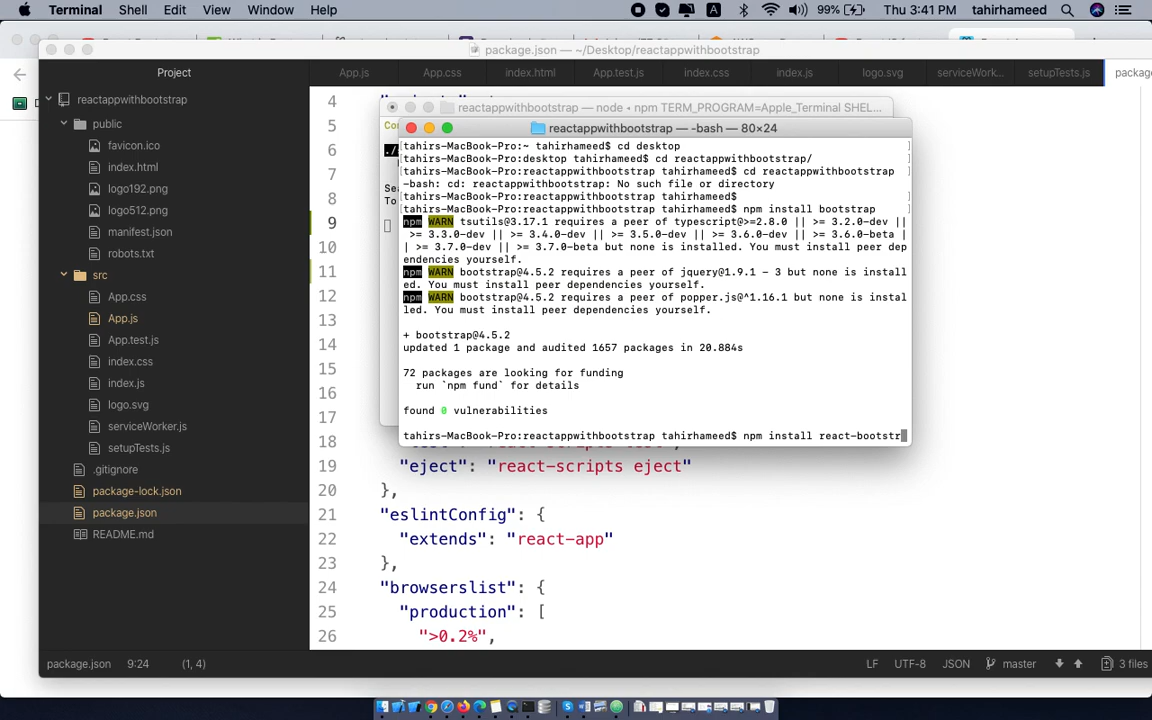 Terminal Shell Edit View Window Help 99% Thu 3:41 PM tahirhameed
package.json — ~/Desktop/reactappwithbootstrap
Project
App.js App.css index.html App.test.js index.css index.js logo.svg serviceWork... setupTests.js package
reactappwithbootstrap
public
favicon.ico
index.html
logo192.png
logo512.png
manifest.json
robots.txt
src
App.css
App.js
App.test.js
index.css
index.js
logo.svg
serviceWorker.js
setupTests.js
.gitignore
package-lock.json
package.json
README.md
4
5
6
7
8
9
10
11
12
13
14
15
16
17
18
19 "eject": "react-scripts eject"
20 },
21 "eslintConfig": {
22 "extends": "react-app"
23 },
24 "browserslist": {
25 "production": [
26 ">0.2%",
reactappwithbootstrap — node ◂ npm TERM_PROGRAM=Apple_Terminal SHEL...
reactappwithbootstrap — -bash — 80×24
tahirs-MacBook-Pro:~ tahirhameed$ cd desktop
tahirs-MacBook-Pro:desktop tahirhameed$ cd reactappwithbootstrap/
tahirs-MacBook-Pro:reactappwithbootstrap tahirhameed$ cd reactappwithbootstrap
-bash: cd: reactappwithbootstrap: No such file or directory
tahirs-MacBook-Pro:reactappwithbootstrap tahirhameed$
tahirs-MacBook-Pro:reactappwithbootstrap tahirhameed$ npm install bootstrap
npm WARN tsutils@3.17.1 requires a peer of typescript@>=2.8.0 || >= 3.2.0-dev ||
>= 3.3.0-dev || >= 3.4.0-dev || >= 3.5.0-dev || >= 3.6.0-dev || >= 3.6.0-beta |
| >= 3.7.0-dev || >= 3.7.0-beta but none is installed. You must install peer dep
endencies yourself.
npm WARN bootstrap@4.5.2 requires a peer of jquery@1.9.1 - 3 but none is install
ed. You must install peer dependencies yourself.
npm WARN bootstrap@4.5.2 requires a peer of popper.js@^1.16.1 but none is instal
led. You must install peer dependencies yourself.
+ bootstrap@4.5.2
updated 1 package and audited 1657 packages in 20.884s
72 packages are looking for funding
run `npm fund` for details
found 0 vulnerabilities
tahirs-MacBook-Pro:reactappwithbootstrap tahirhameed$ npm install react-bootstr
package.json 9:24 (1, 4) LF UTF-8 JSON master 3 files